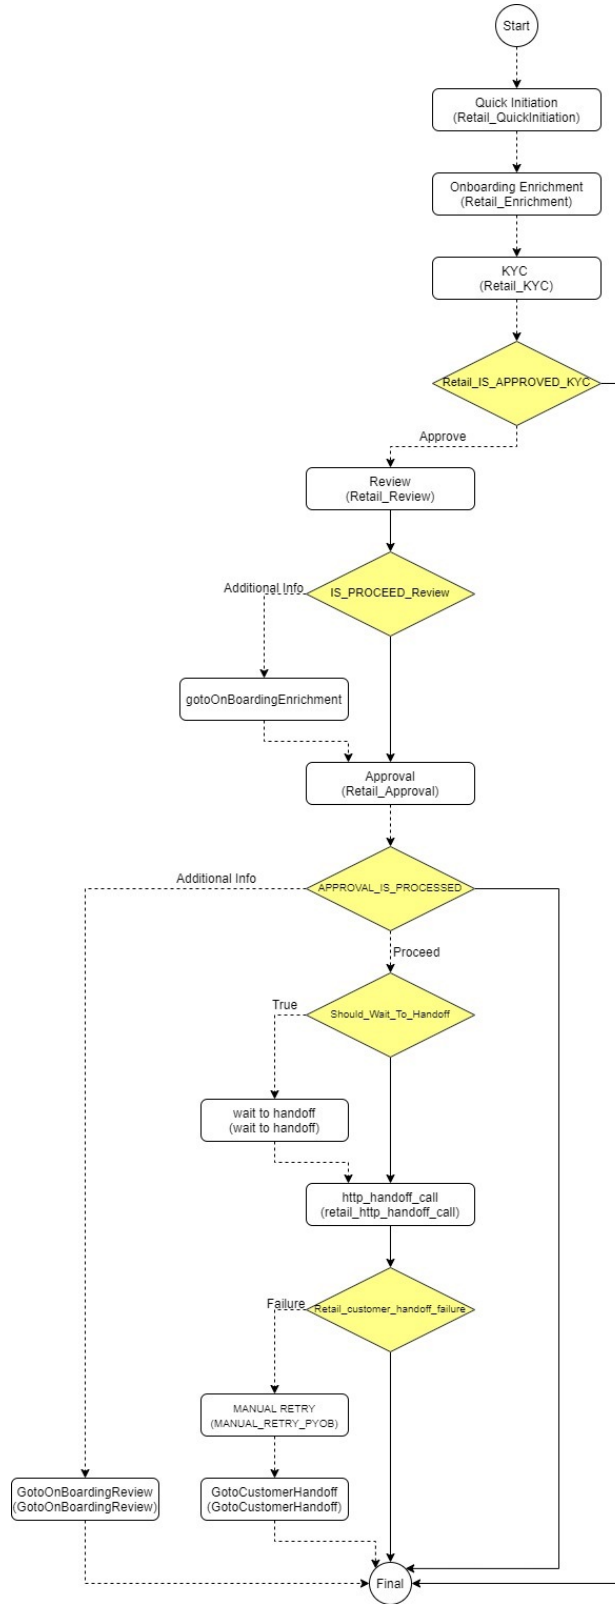 Start
Quick Initiation
(Retail_QuickInitiation)
Onboarding Enrichment
(Retail_Enrichment)
KYC
(Retail_KYC)
Retail_IS_APPROVED_KYC
Approve
Review
(Retail_Review)
Additional Info
IS_PROCEED_Review
gotoOnBoardingEnrichment
Approval
(Retail_Approval)
Additional Info
APPROVAL_IS_PROCESSED
Proceed
True
Should_Wait_To_Handoff
wait to handoff
(wait to handoff)
http_handoff_call
(retail_http_handoff_call)
Failure
Retail_customer_handoff_failure
MANUAL RETRY
(MANUAL_RETRY_PYOB)
GotoOnBoardingReview
(GotoOnBoardingReview)
GotoCustomerHandoff
(GotoCustomerHandoff)
Final